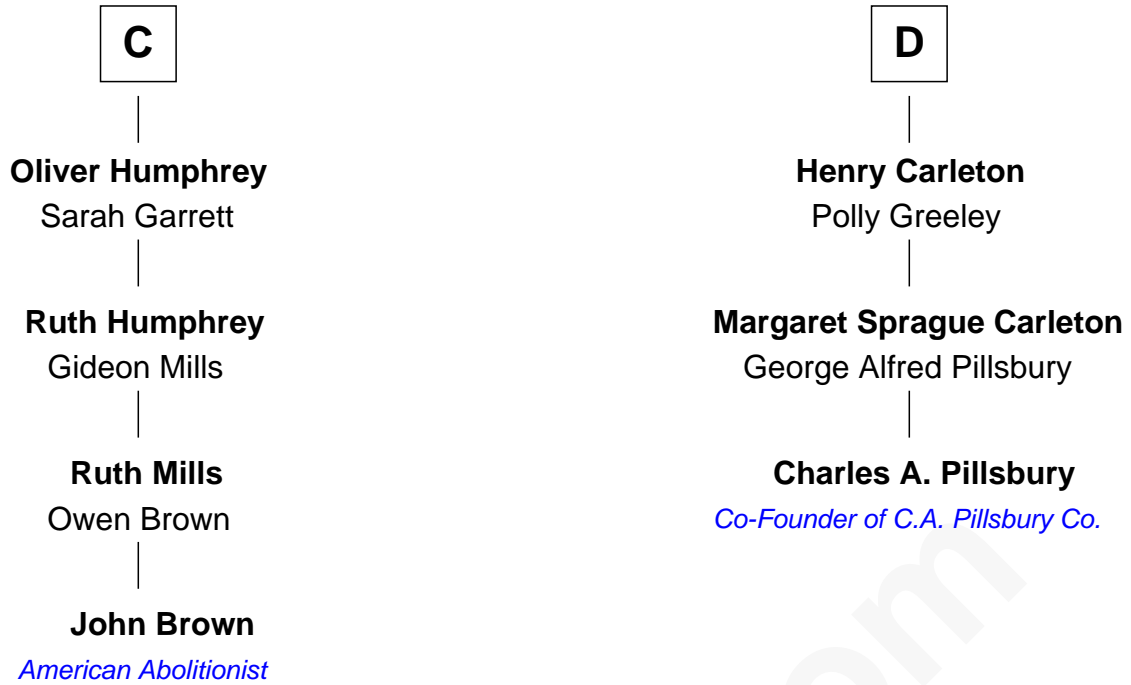 C
Oliver Humphrey
Sarah Garrett
Ruth Humphrey
Gideon Mills
Ruth Mills
Owen Brown
John Brown
American Abolitionist
D
Henry Carleton
Polly Greeley
Margaret Sprague Carleton
George Alfred Pillsbury
Charles A. Pillsbury
Co-Founder of C.A. Pillsbury Co.
om